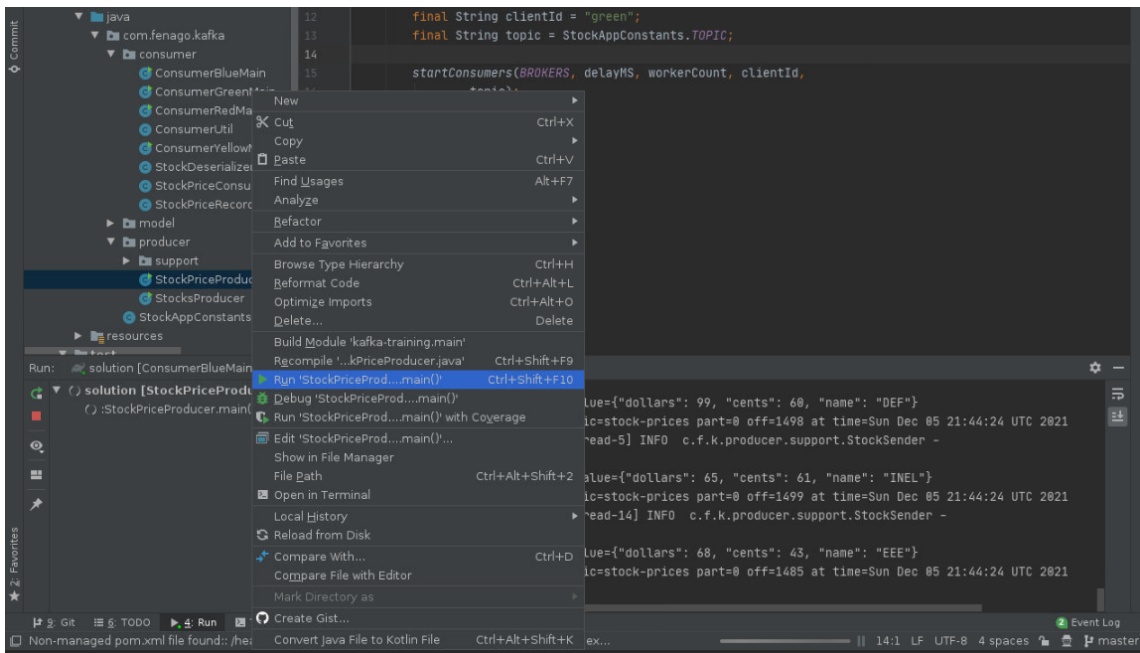 Commit
java
com.fenago.kafka
consumer
ConsumerBlueMain
ConsumerGreenMain
ConsumerRedMa
ConsumerUtil
ConsumerYellowM
StockDeserializer
StockPriceConsu
StockPriceRecord
model
producer
support
StockPriceProduc
StocksProducer
StockAppConstants
resources
test
12 final String clientId = "green";
13 final String topic = StockAppConstants.TOPIC;
14
15 startConsumers(BROKERS, delayMS, workerCount, clientId,
topic);
New
Cut Ctrl+X
Copy
Paste Ctrl+V
Find Usages Alt+F7
Analyze
Refactor
Add to Favorites
Browse Type Hierarchy Ctrl+H
Reformat Code Ctrl+Alt+L
Optimize Imports Ctrl+Alt+O
Delete... Delete
Build Module 'kafka-training.main'
Recompile '...kPriceProducer.java' Ctrl+Shift+F9
Run 'StockPriceProd....main()' Ctrl+Shift+F10
Debug 'StockPriceProd....main()'
Run 'StockPriceProd....main()' with Coverage
Edit 'StockPriceProd....main()'...
Show in File Manager
File Path Ctrl+Alt+Shift+2
Open in Terminal
Local History
Reload from Disk
Compare With... Ctrl+D
Compare File with Editor
Mark Directory as
Create Gist...
Convert Java File to Kotlin File Ctrl+Alt+Shift+K
Run: solution [ConsumerBlueMain
solution [StockPriceProdu
:StockPriceProducer.main(
lue={"dollars": 99, "cents": 60, "name": "DEF"}
ic=stock-prices part=0 off=1498 at time=Sun Dec 05 21:44:24 UTC 2021
read-5] INFO c.f.k.producer.support.StockSender -
alue={"dollars": 65, "cents": 61, "name": "INEL"}
ic=stock-prices part=0 off=1499 at time=Sun Dec 05 21:44:24 UTC 2021
read-14] INFO c.f.k.producer.support.StockSender -
lue={"dollars": 68, "cents": 43, "name": "EEE"}
ic=stock-prices part=0 off=1485 at time=Sun Dec 05 21:44:24 UTC 2021
2: Favorites
9: Git 6: TODO 4: Run
2 Event Log
Non-managed pom.xml file found:: /hea
ex...
14:1 LF UTF-8 4 spaces master